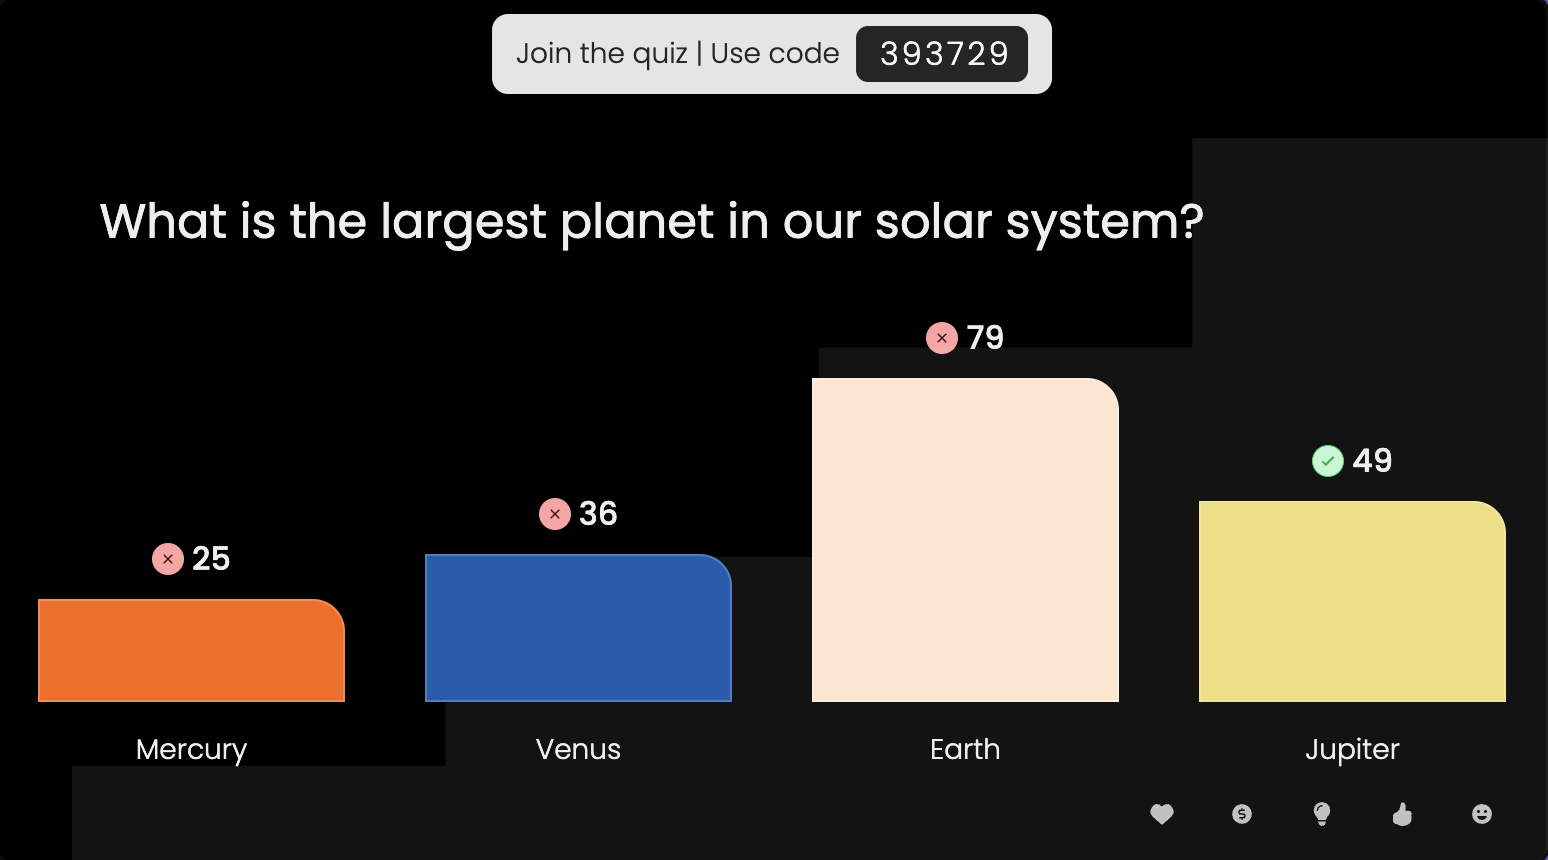 Join the quiz | Use code 393729
What is the largest planet in our solar system?
25
36
79
49
Mercury
Venus
Earth
Jupiter